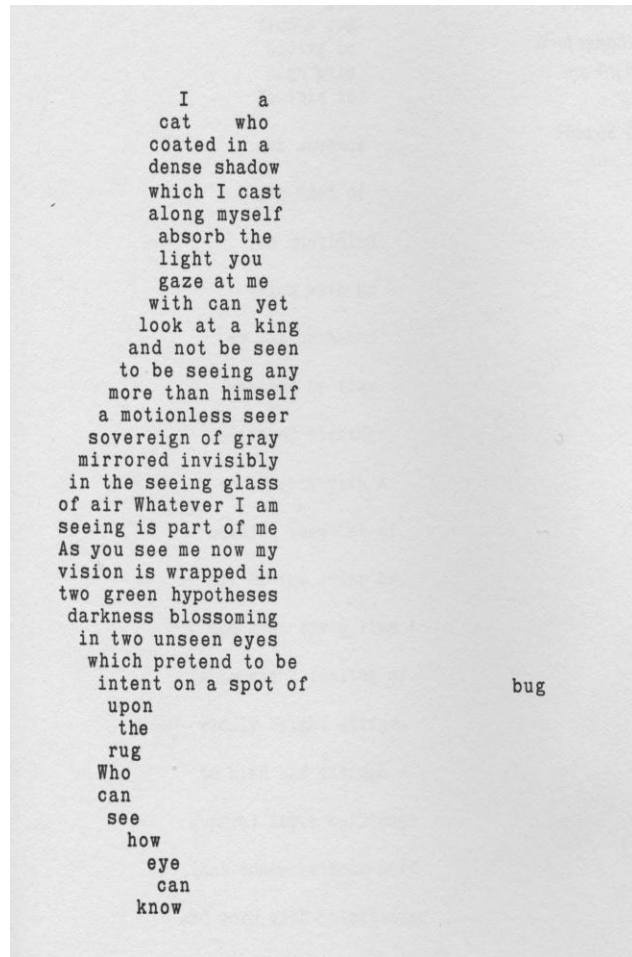 I a
cat who
coated in a
dense shadow
which I cast
along myself
absorb the
light you
gaze at me
with can yet
look at a king
and not be seen
to be seeing any
more than himself
a motionless seer
sovereign of gray
mirrored invisibly
in the seeing glass
of air Whatever I am
seeing is part of me
As you see me now my
vision is wrapped in
two green hypotheses
darkness blossoming
in two unseen eyes
which pretend to be
intent on a spot of bug
upon
the
rug
Who
can
see
how
eye
can
know